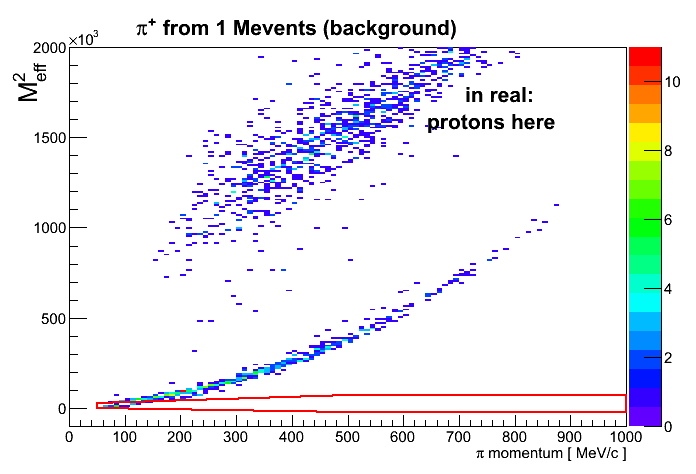 π⁺ from 1 Mevents (background)
×10³
M²eff
2000
1500
1000
500
0
in real:
protons here
10
8
6
4
2
0
0 100 200 300 400 500 600 700 800 900 1000
π momentum [ MeV/c ]